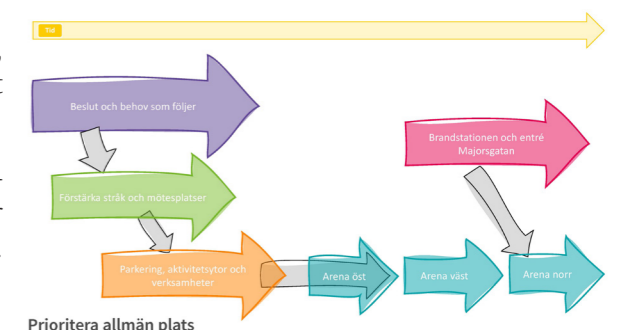 Tid
Beslut och behov som följer
Brandstationen och entré
Majorsgatan
Förstärka stråk och mötesplatser
Parkering, aktivitetsytor och
verksamheter
Arena öst
Arena väst
Arena norr
Prioritera allmän plats